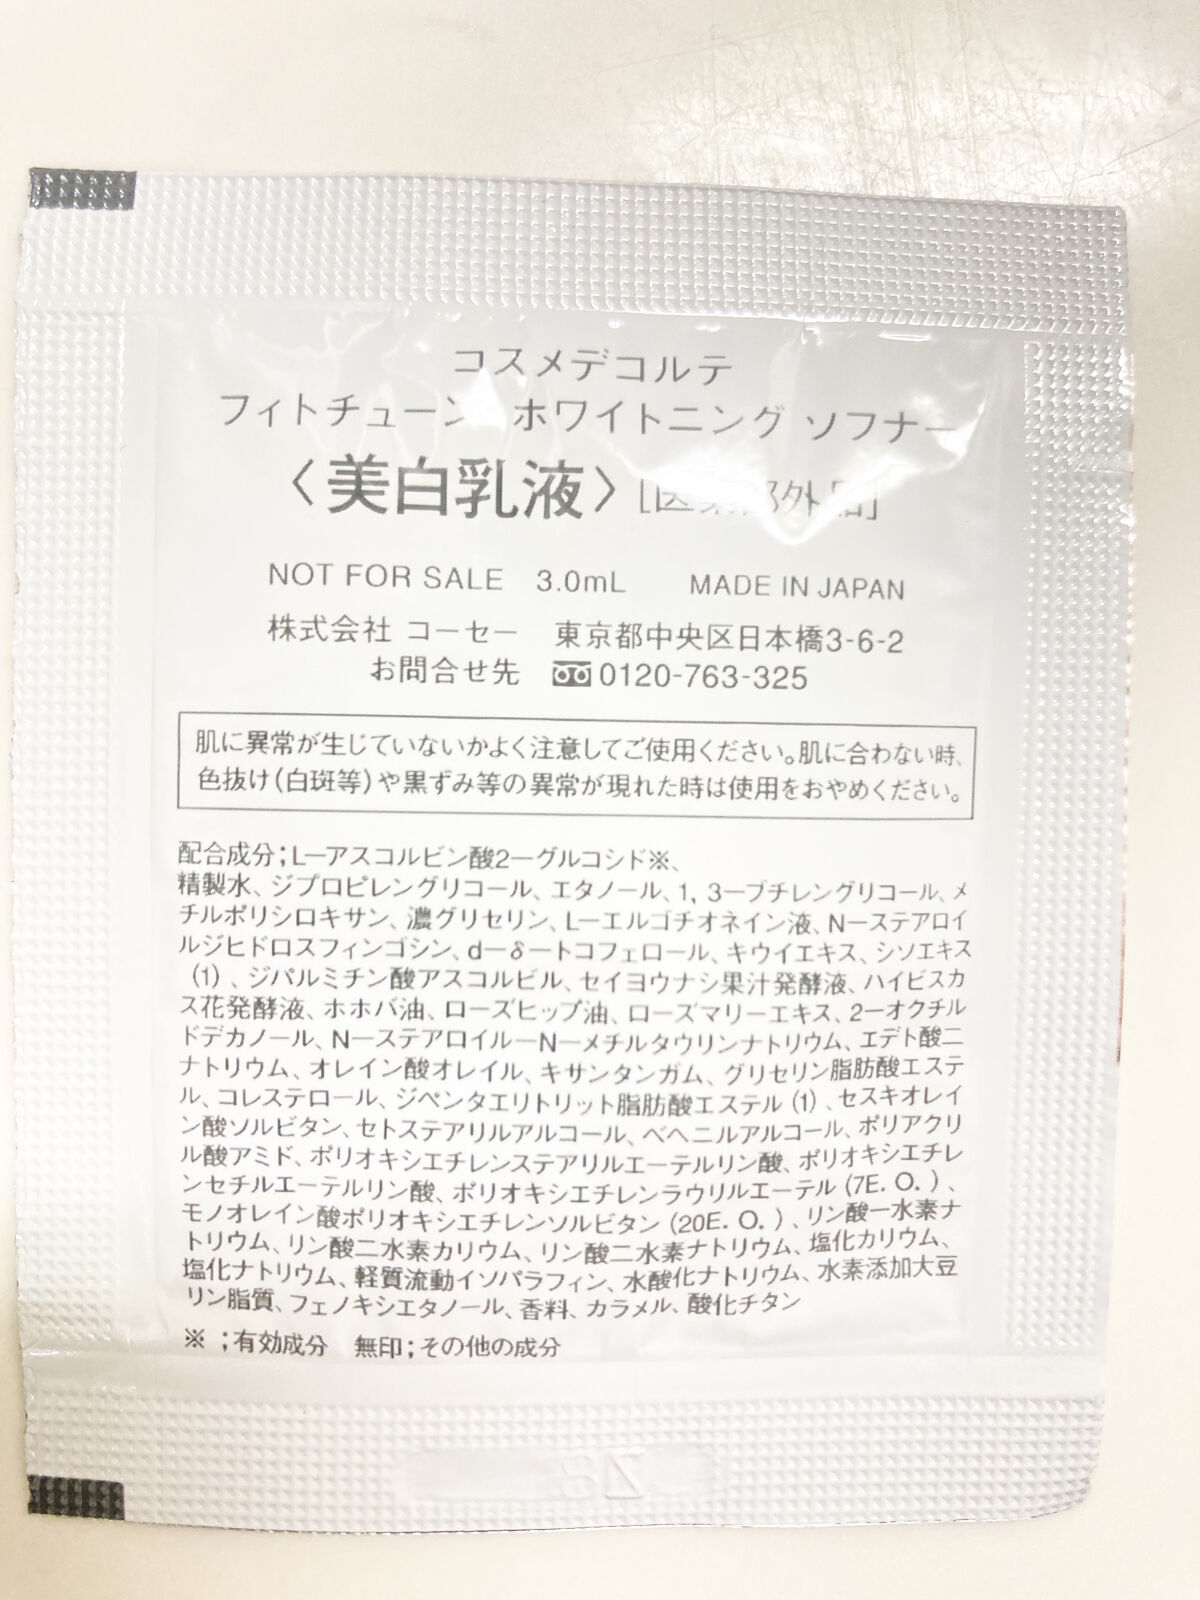 コスメデコルテ
フィトチューン ホワイトニング ソフナー
〈美白乳液〉[医薬部外品]
NOT FOR SALE 3.0mL MADE IN JAPAN
株式会社 コーセー 東京都中央区日本橋3-6-2
お問合せ先 0120-763-325
肌に異常が生じていないかよく注意してご使用ください。肌に合わない時、
色抜け(白斑等)や黒ずみ等の異常が現れた時は使用をおやめください。
配合成分;L－アスコルビン酸2－グルコシド※、
精製水、ジプロピレングリコール、エタノール、1, 3－ブチレングリコール、メ
チルポリシロキサン、濃グリセリン、L－エルゴチオネイン液、N－ステアロイ
ルジヒドロスフィンゴシン、d－δ－トコフェロール、キウイエキス、シソエキス
(1)、ジパルミチン酸アスコルビル、セイヨウナシ果汁発酵液、ハイビスカ
ス花発酵液、ホホバ油、ローズヒップ油、ローズマリーエキス、2－オクチル
ドデカノール、N－ステアロイル－N－メチルタウリンナトリウム、エデト酸二
ナトリウム、オレイン酸オレイル、キサンタンガム、グリセリン脂肪酸エステ
ル、コレステロール、ジペンタエリトリット脂肪酸エステル(1)、セスキオレイ
ン酸ソルビタン、セトステアリルアルコール、ベヘニルアルコール、ポリアクリ
ル酸アミド、ポリオキシエチレンステアリルエーテルリン酸、ポリオキシエチレ
ンセチルエーテルリン酸、ポリオキシエチレンラウリルエーテル(7E. O. )、
モノオレイン酸ポリオキシエチレンソルビタン(20E. O. )、リン酸一水素ナ
トリウム、リン酸二水素カリウム、リン酸二水素ナトリウム、塩化カリウム、
塩化ナトリウム、軽質流動イソパラフィン、水酸化ナトリウム、水素添加大豆
リン脂質、フェノキシエタノール、香料、カラメル、酸化チタン
※ ;有効成分 無印;その他の成分